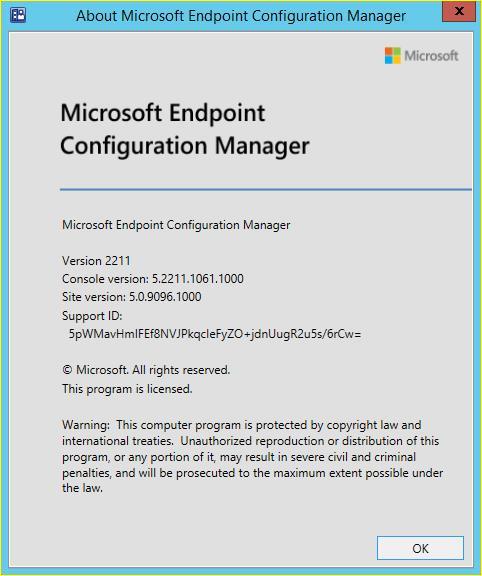 About Microsoft Endpoint Configuration Manager
Microsoft
Microsoft Endpoint
Configuration Manager
Microsoft Endpoint Configuration Manager
Version 2211
Console version: 5.2211.1061.1000
Site version: 5.0.9096.1000
Support ID:
5pWMavHmIFEf8NVJPkqcIeFyZO+jdnUugR2u5s/6rCw=
© Microsoft. All rights reserved.
This program is licensed.
Warning: This computer program is protected by copyright law and
international treaties. Unauthorized reproduction or distribution of this
program, or any portion of it, may result in severe civil and criminal
penalties, and will be prosecuted to the maximum extent possible under
the law.
OK